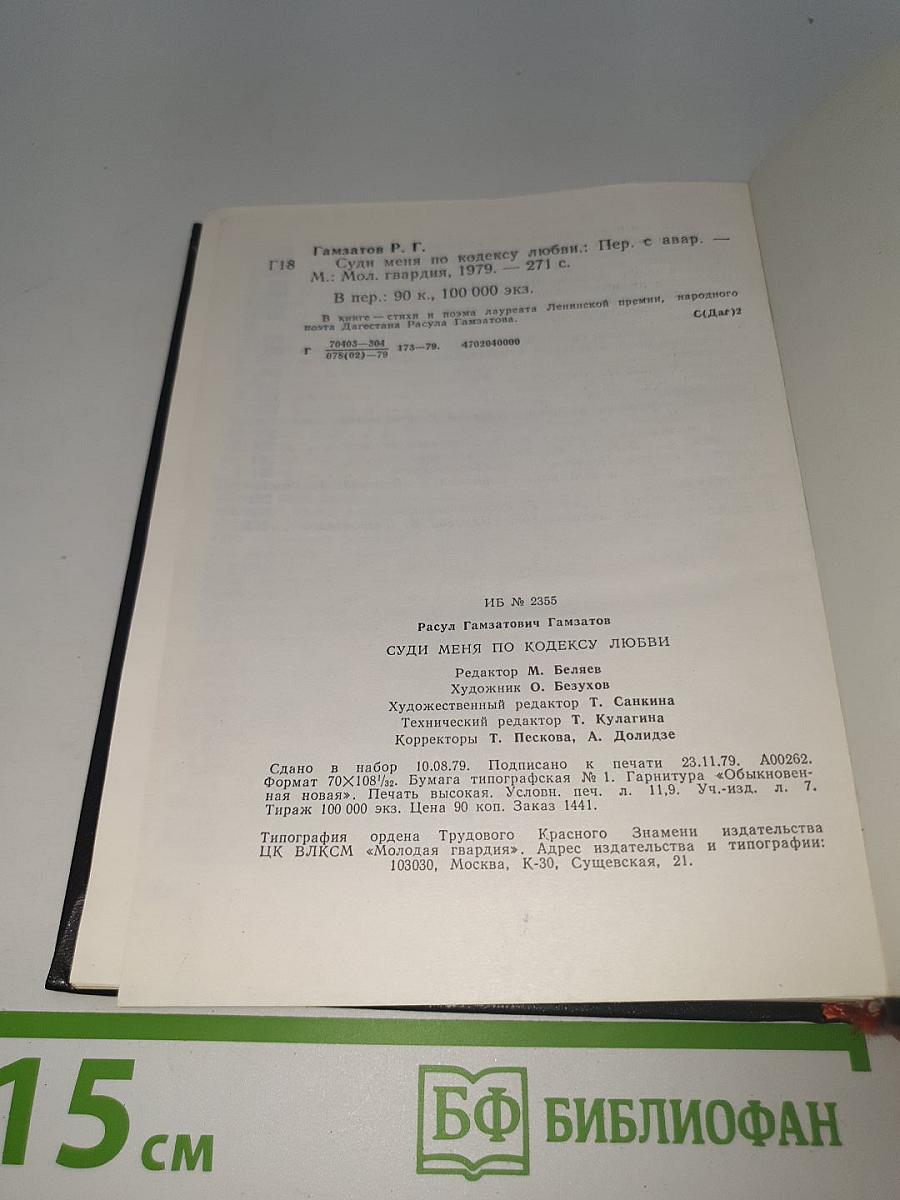 Гамзатов Р. Г.
Г18 Суди меня по кодексу любви.: Пер. с авар. —
М.: Мол. гвардия, 1979. — 271 с.
В пер.: 90 к., 100 000 экз.
В книге — стихи и поэма лауреата Ленинской премии, народного
поэта Дагестана Расула Гамзатова.
С(Даг)2
Г 70403—304
078(02)—79 173—79. 4702040000
ИБ № 2355
Расул Гамзатович Гамзатов
СУДИ МЕНЯ ПО КОДЕКСУ ЛЮБВИ
Редактор М. Беляев
Художник О. Безухов
Художественный редактор Т. Санкина
Технический редактор Т. Кулагина
Корректоры Т. Пескова, А. Долидзе
Сдано в набор 10.08.79. Подписано к печати 23.11.79. А00262.
Формат 70×108¹/₃₂. Бумага типографская № 1. Гарнитура «Обыкновен-
ная новая». Печать высокая. Условн. печ. л. 11,9. Уч.-изд. л. 7.
Тираж 100 000 экз. Цена 90 коп. Заказ 1441.
Типография ордена Трудового Красного Знамени издательства
ЦК ВЛКСМ «Молодая гвардия». Адрес издательства и типографии:
103030, Москва, К-30, Сущевская, 21.
15 см
БФ БИБЛИОФАН